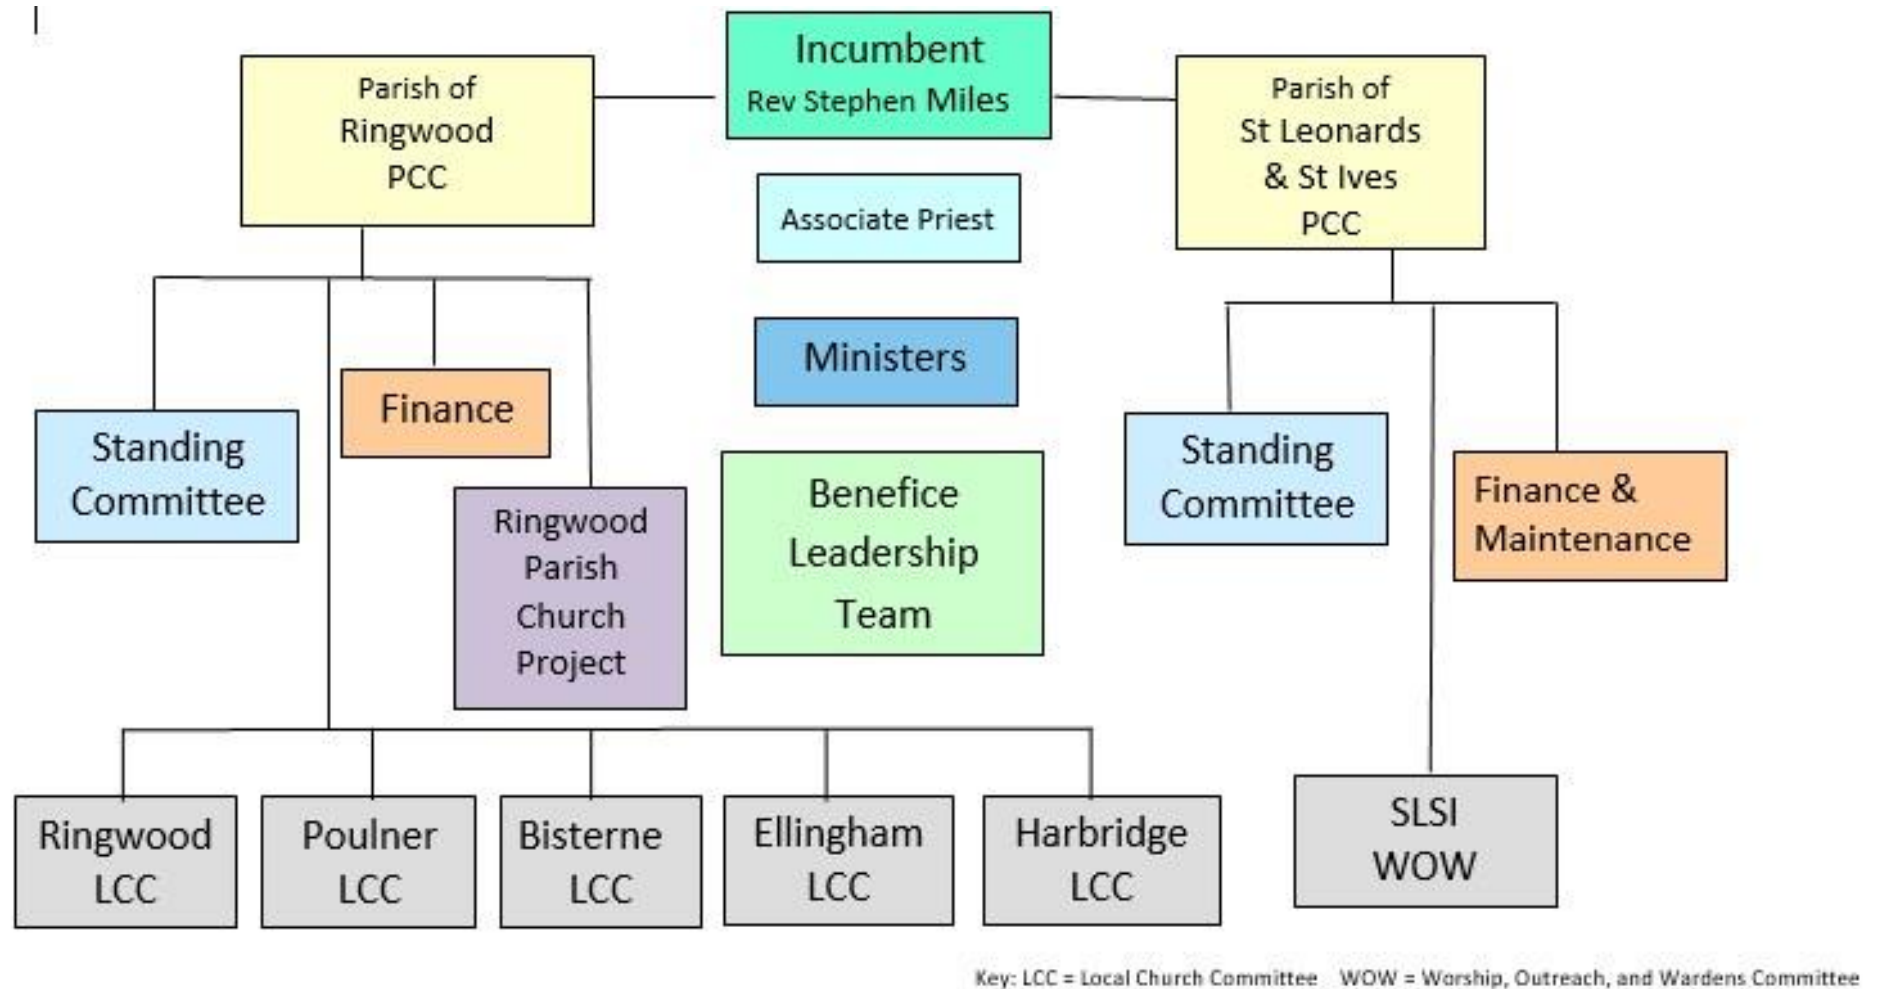 Incumbent
Rev Stephen Miles
Parish of
Ringwood
PCC
Parish of
St Leonards
& St Ives
PCC
Associate Priest
Ministers
Finance
Standing
Committee
Ringwood
Parish
Church
Project
Benefice
Leadership
Team
Standing
Committee
Finance &
Maintenance
Ringwood
LCC
Poulner
LCC
Bisterne
LCC
Ellingham
LCC
Harbridge
LCC
SLSI
WOW
Key: LCC = Local Church Committee WOW = Worship, Outreach, and Wardens Committee